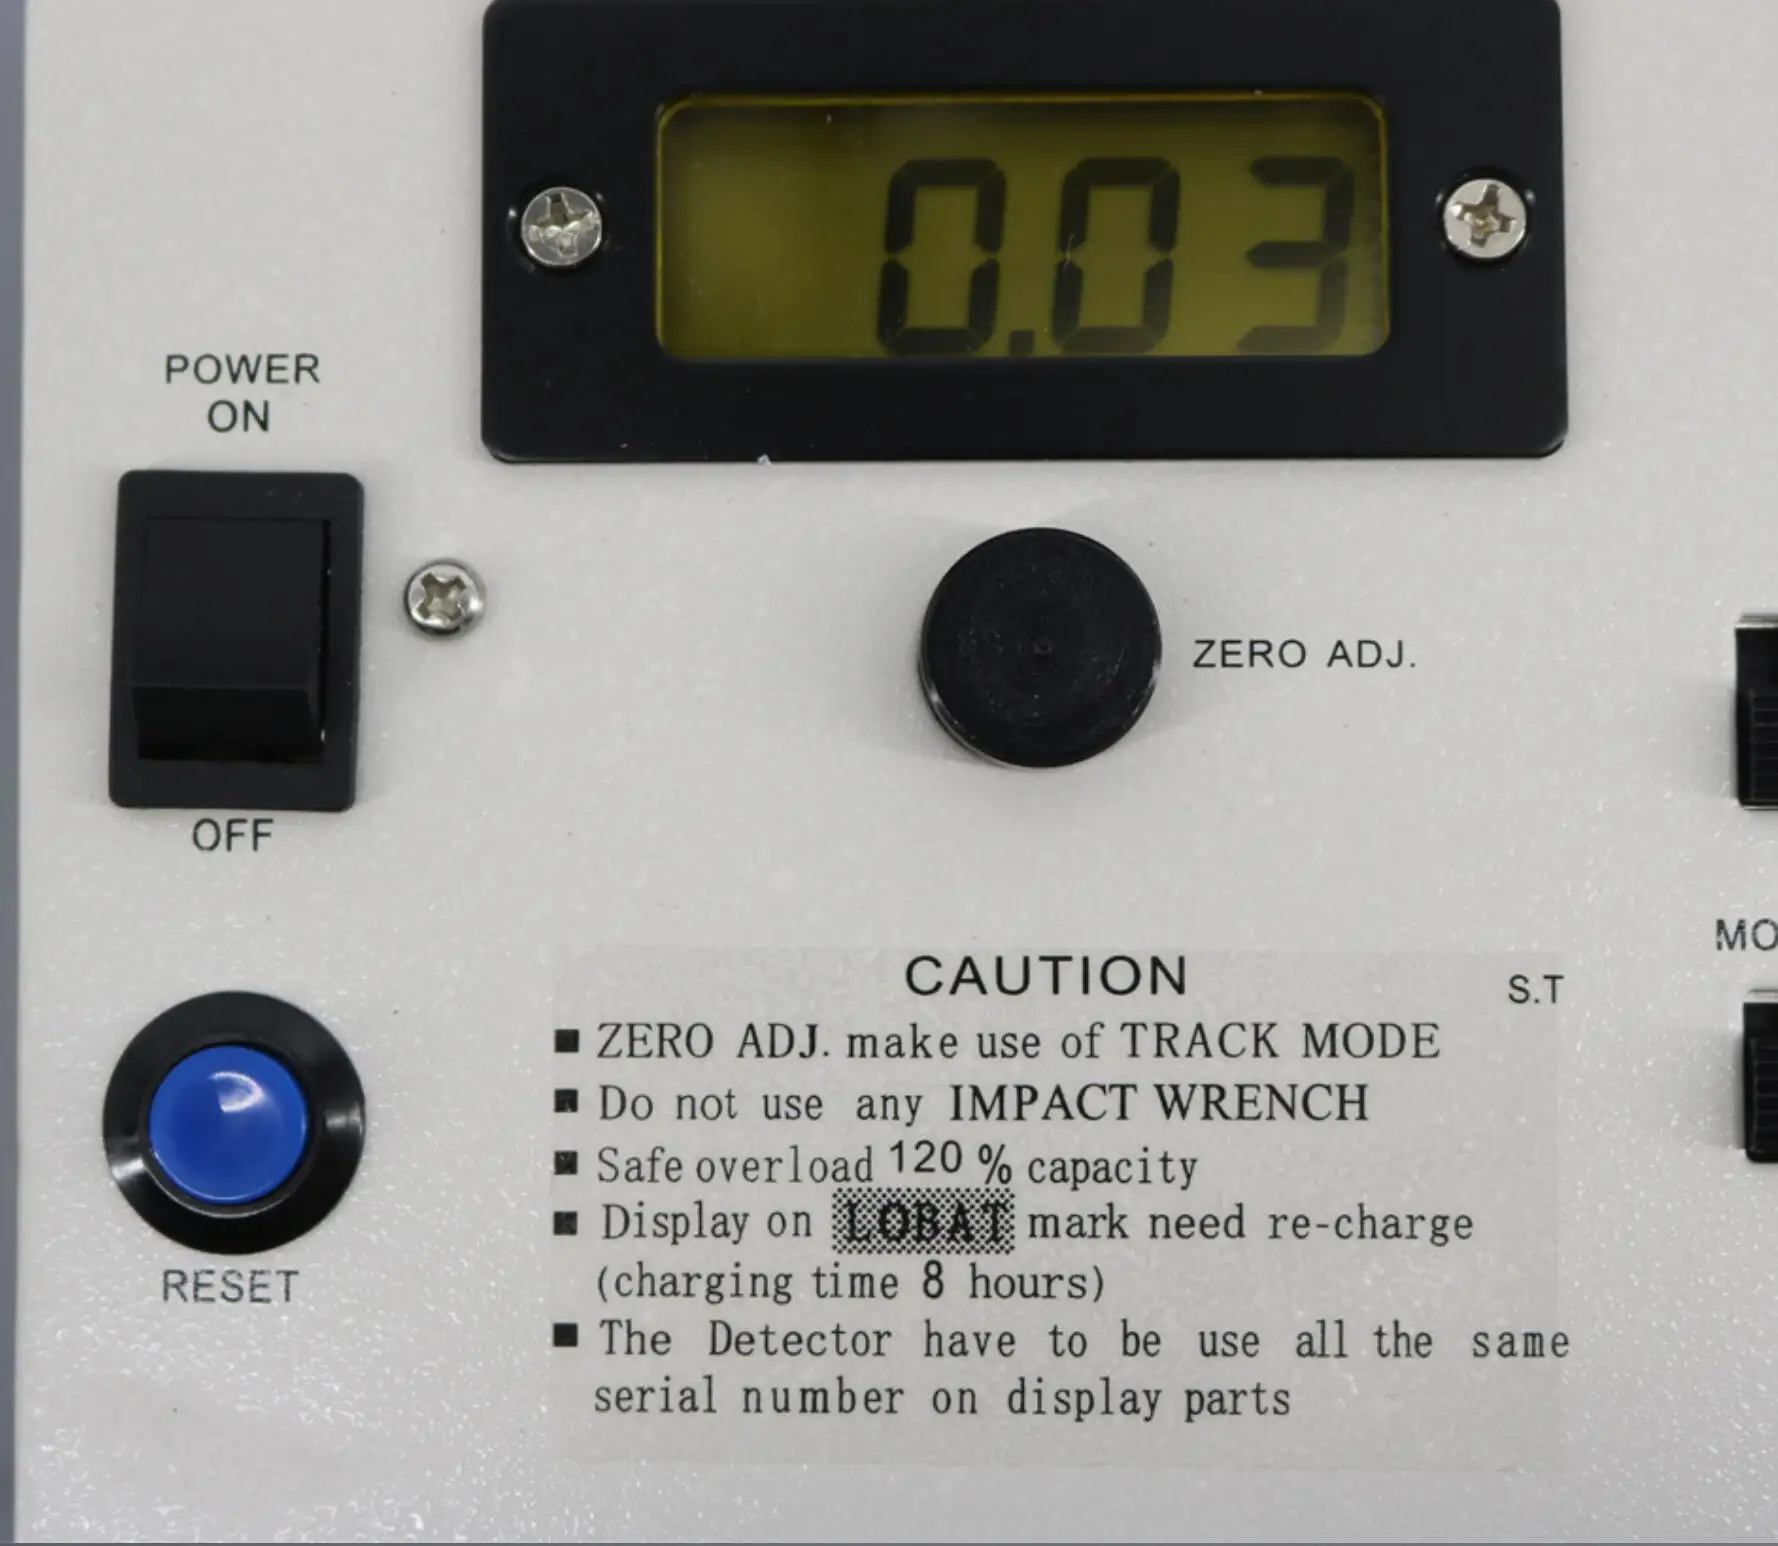 0.03
POWER
ON
ZERO ADJ.
OFF
MO
CAUTION
S.T
■ ZERO ADJ. make use of TRACK MODE
■ Do not use any IMPACT WRENCH
■ Safe overload 120 % capacity
■ Display on LOBAT mark need re-charge
(charging time 8 hours)
RESET
■ The Detector have to be use all the same
serial number on display parts